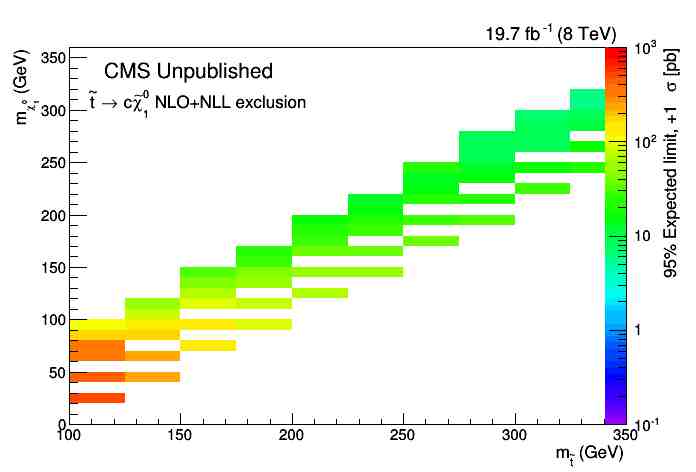 19.7 fb⁻¹ (8 TeV)
CMS Unpublished
t̃ → cχ̃₁⁰ NLO+NLL exclusion
m_χ̃₁⁰ (GeV)
350
300
250
200
150
100
50
0
100 150 200 250 300 350
m_t̃ (GeV)
10³
10²
10
1
10⁻¹
95% Expected limit, +1 σ [pb]